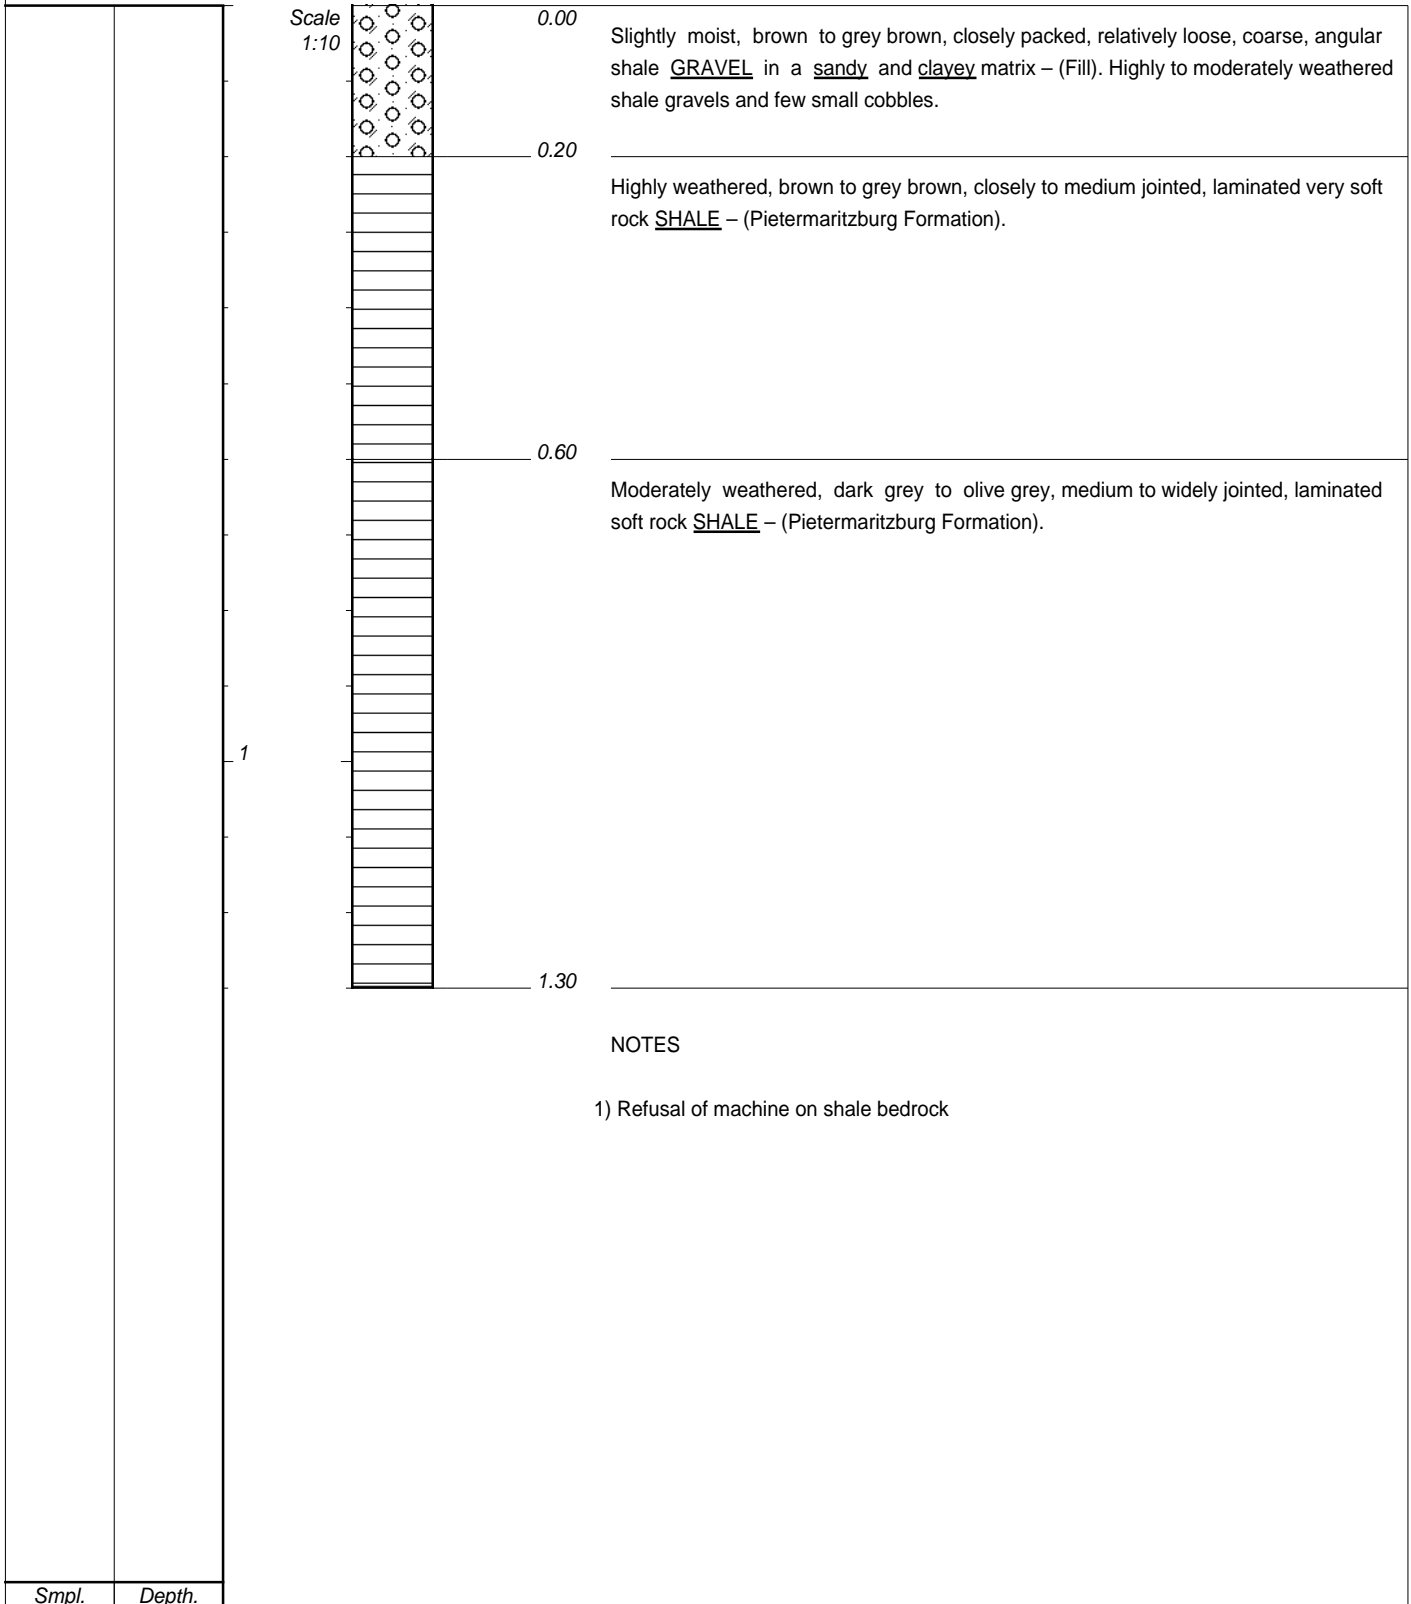 Scale
1:10
0.00
Slightly moist, brown to grey brown, closely packed, relatively loose, coarse, angular
shale GRAVEL in a sandy and clayey matrix – (Fill). Highly to moderately weathered
shale gravels and few small cobbles.
0.20
Highly weathered, brown to grey brown, closely to medium jointed, laminated very soft
rock SHALE – (Pietermaritzburg Formation).
0.60
Moderately weathered, dark grey to olive grey, medium to widely jointed, laminated
soft rock SHALE – (Pietermaritzburg Formation).
1
1.30
NOTES
1) Refusal of machine on shale bedrock
Smpl. Depth.